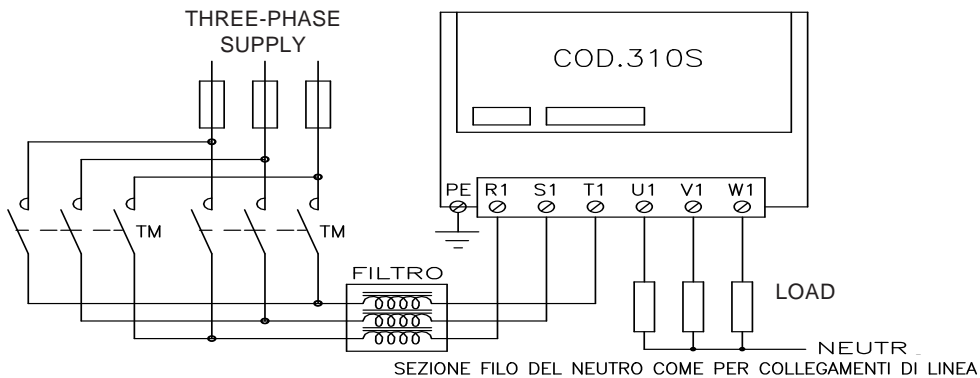 THREE-PHASE
SUPPLY
COD.310S
PE R1 S1 T1 U1 V1 W1
TM TM
FILTRO
LOAD
NEUTR
SEZIONE FILO DEL NEUTRO COME PER COLLEGAMENTI DI LINEA